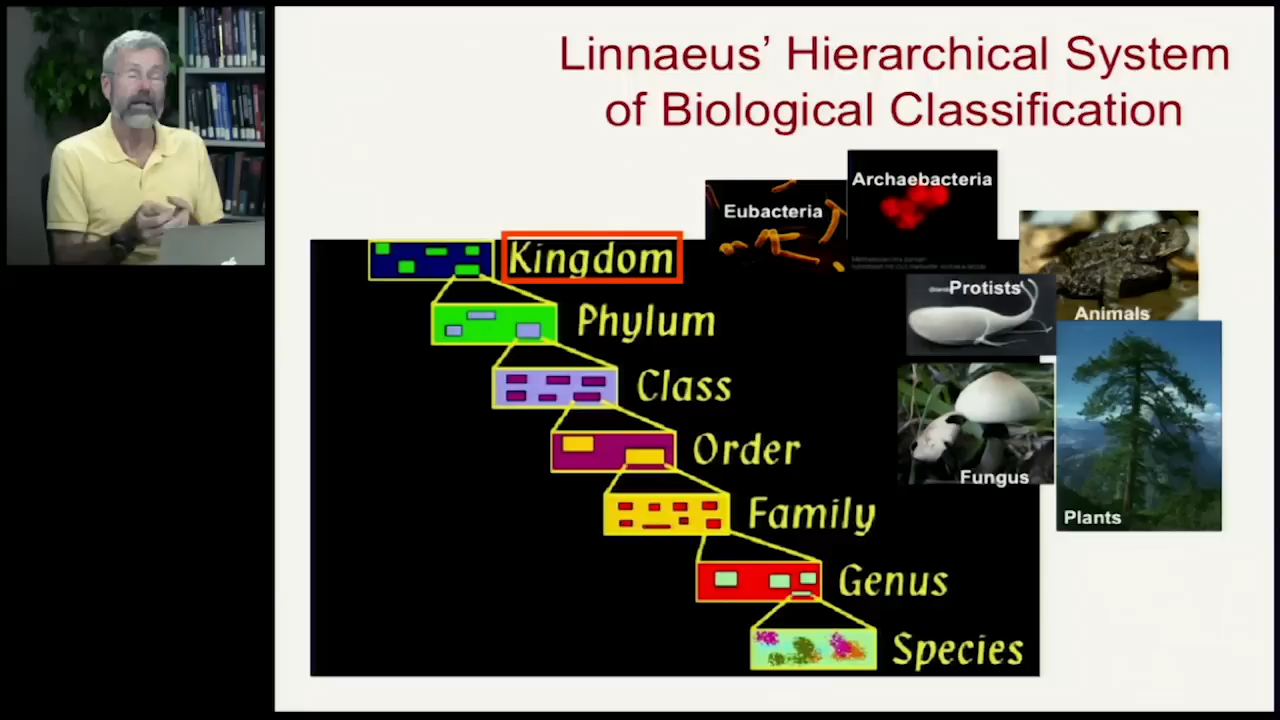 Linnaeus' Hierarchical System
of Biological Classification
Archaebacteria
Eubacteria
Kingdom
Protists
Animals
Phylum
Class
Order
Fungus
Family
Plants
Genus
Species